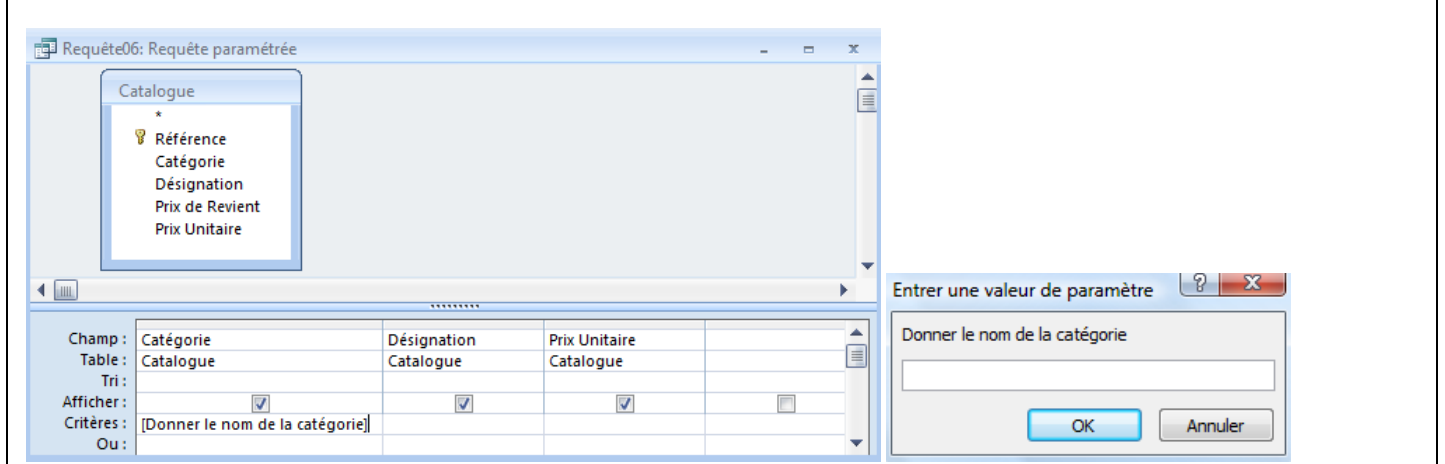 Requête06: Requête paramétrée
Catalogue
*
Référence
Catégorie
Désignation
Prix de Revient
Prix Unitaire
Champ : Catégorie Désignation Prix Unitaire
Table : Catalogue Catalogue Catalogue
Tri :
Afficher :
Critères : [Donner le nom de la catégorie]
Ou :
Entrer une valeur de paramètre
Donner le nom de la catégorie
OK Annuler